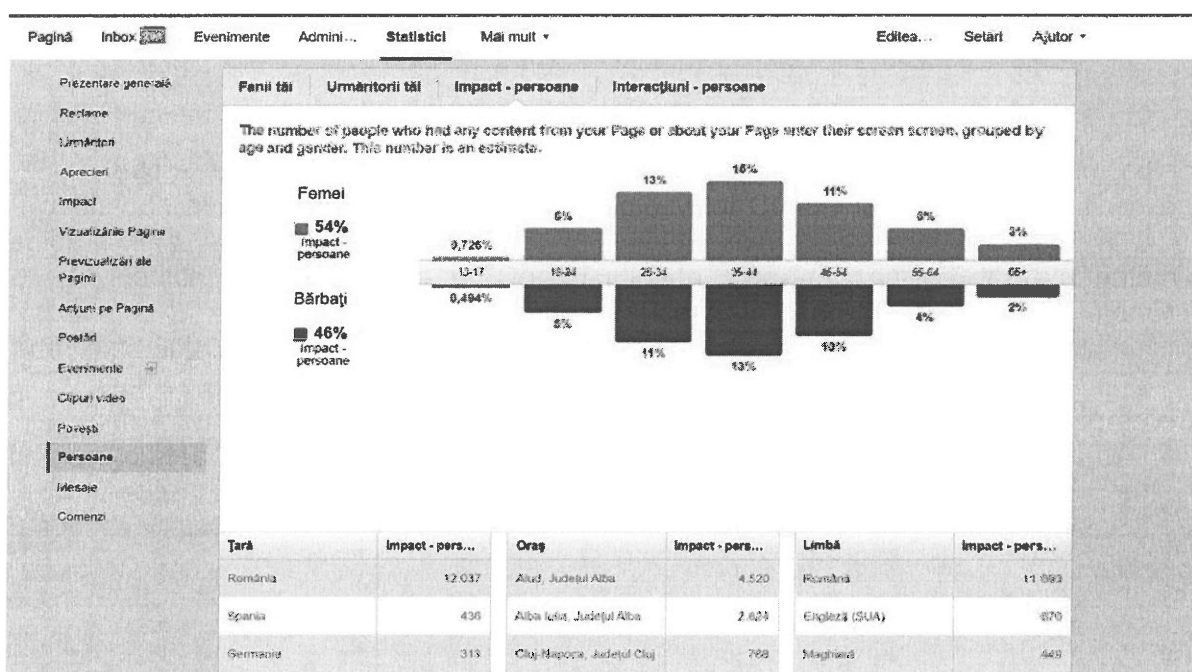 Pagină Inbox Evenimente Admini... Statistici Mai mult Editea... Setări Ajutor
Prezentare generală
Reclame
Urmăritori
Aprecieri
Impact
Vizualizările Paginii
Previzualizări ale
Paginii
Acțiuni pe Pagină
Postări
Evenimente
Clipuri video
Povești
Persoane
Mesaje
Comenzi
Fanii tăi Urmăritorii tăi Impact - persoane Interacțiuni - persoane
The number of people who had any content from your Page or about your Page enter their screen screen, grouped by
age and gender. This number is an estimate.
Femei
54%
Impact -
persoane
Bărbați
46%
Impact -
persoane
0,726% 13% 11%
13-17 18-24 25-34 35-44 45-54 55-64 65+
0,494% 11% 13% 10% 4% 2%
Țară Impact - pers... Oraș Impact - pers... Limbă Impact - pers...
România 12.037 Aiud, Județul Alba 4.520 Română
Spania 436 Alba Iulia, Județul Alba 2.624 Engleză (SUA) 670
Germania 313 Cluj-Napoca, Județul Cluj 768 Maghiară 449